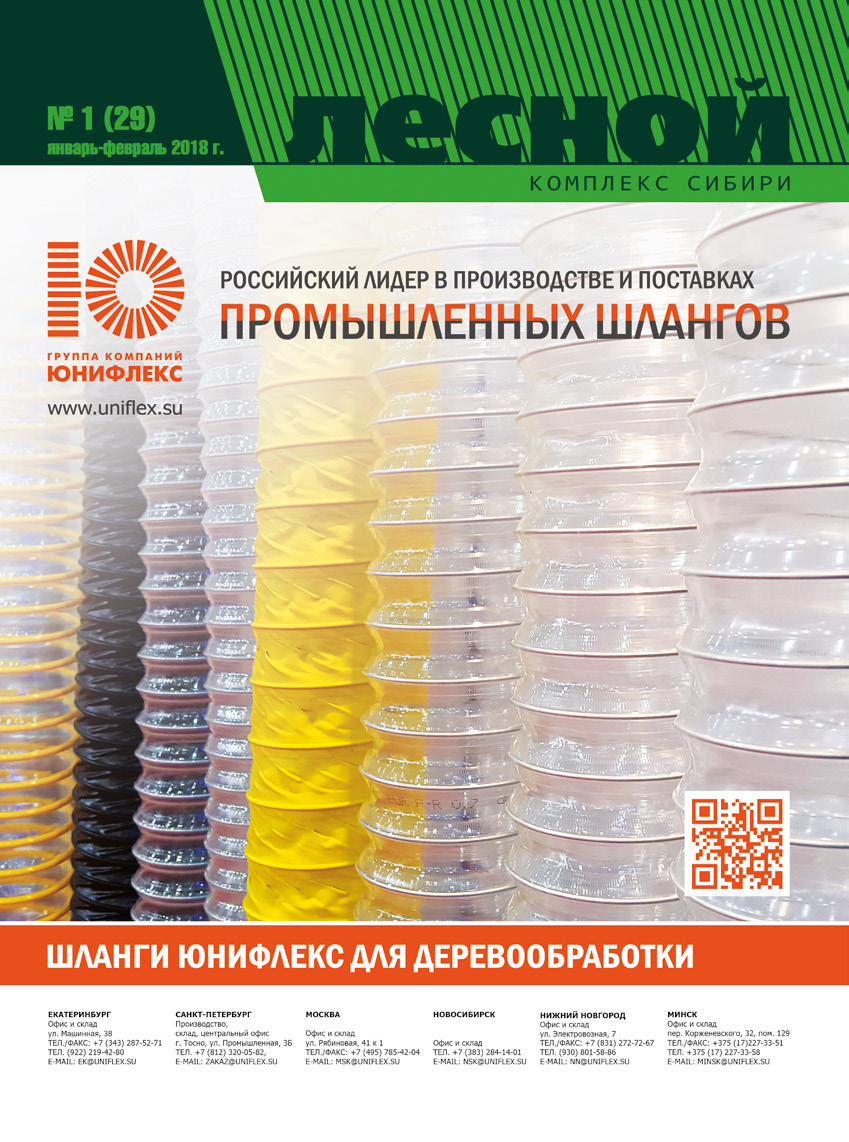 № 1 (29)
январь-февраль 2018 г.
лесной
КОМПЛЕКС СИБИРИ
РОССИЙСКИЙ ЛИДЕР В ПРОИЗВОДСТВЕ И ПОСТАВКАХ
ПРОМЫШЛЕННЫХ ШЛАНГОВ
ГРУППА КОМПАНИЙ
ЮНИФЛЕКС
www.uniflex.su
ШЛАНГИ ЮНИФЛЕКС ДЛЯ ДЕРЕВООБРАБОТКИ
ЕКАТЕРИНБУРГ
Офис и склад
ул. Машинная, 38
ТЕЛ./ФАКС: +7 (343) 287-52-71
ТЕЛ. (922) 219-42-80
E-MAIL: EK@UNIFLEX.SU
САНКТ-ПЕТЕРБУРГ
Производство,
склад, центральный офис
г. Тосно, ул. Промышленная, 3Б
ТЕЛ. +7 (812) 320-05-82,
E-MAIL: ZAKAZ@UNIFLEX.SU
МОСКВА
Офис и склад
ул. Рябиновая, 41 к 1
ТЕЛ./ФАКС: +7 (495) 785-42-04
E-MAIL: MSK@UNIFLEX.SU
НОВОСИБИРСК
Офис и склад
ТЕЛ. +7 (383) 284-14-01
E-MAIL: NSK@UNIFLEX.SU
НИЖНИЙ НОВГОРОД
Офис и склад
ул. Электровозная, 7
ТЕЛ./ФАКС: +7 (831) 272-72-67
ТЕЛ. (930) 801-58-86
E-MAIL: NN@UNIFLEX.SU
МИНСК
Офис и склад
пер. Корженевского, 32, пом. 129
ТЕЛ./ФАКС: +375 (17)227-33-51
ТЕЛ. +375 (17) 227-33-58
E-MAIL: MINSK@UNIFLEX.SU